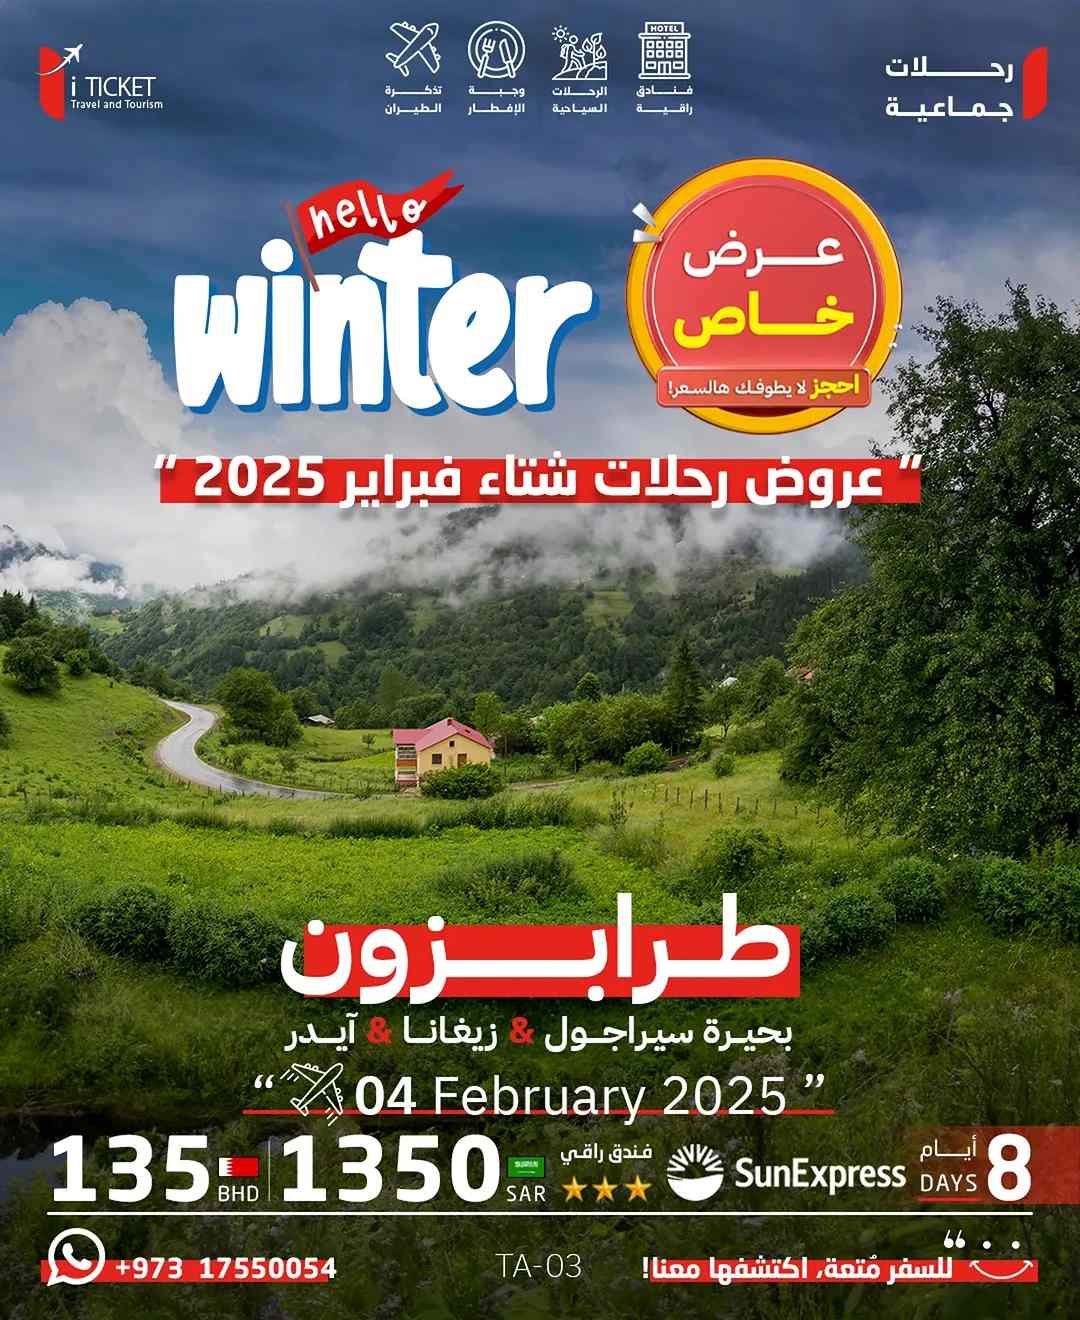 i TICKET
Travel and Tourism
تذكرة
الطيران
وجبة
الإفطار
الرحلات
السياحية
HOTEL
فنادق
راقية
رحلات
جماعية
hello
winter
عرض
خاص
احجز لا يطوفك هالسعر!
" عروض رحلات شتاء فبراير 2025 "
طرابزون
بحيرة سيراجول & زيغانا & آيدر
“ 04 February 2025 ”
135 BHD
1350 SAR
فندق راقي
SunExpress
8 أيام
DAYS
+973 17550054
TA-03
للسفر مُتعة، اكتشفها معنا!